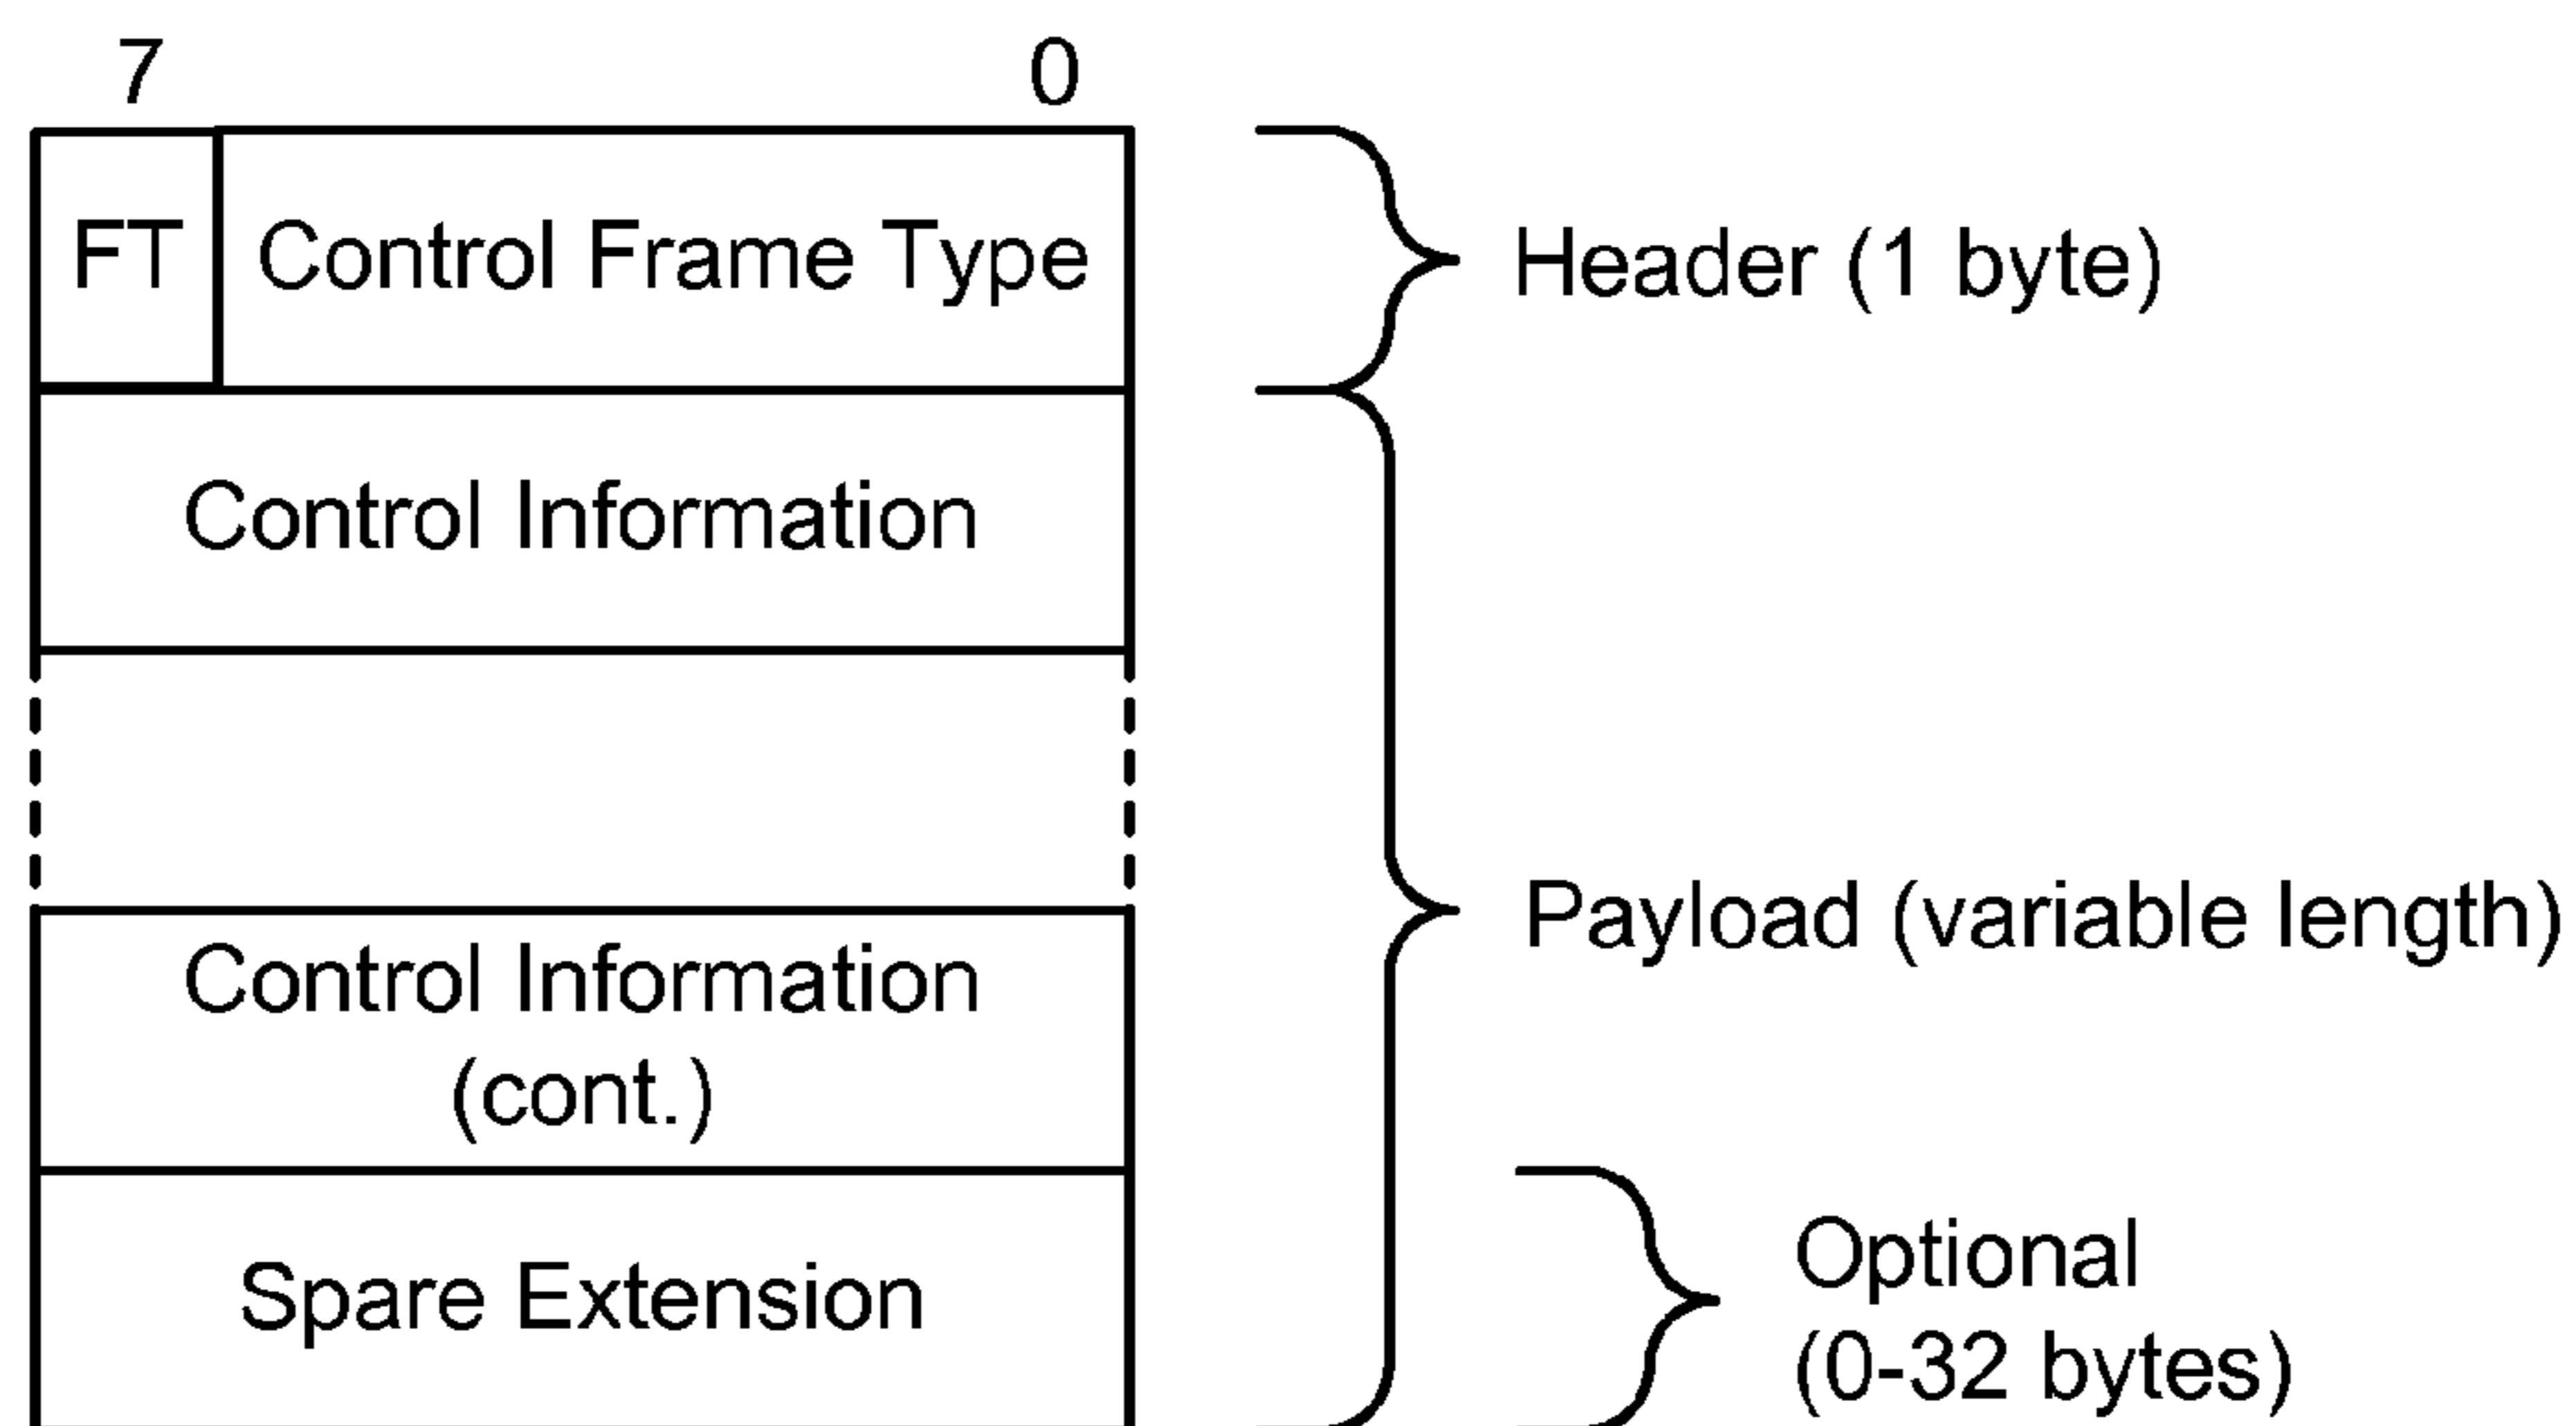 7 0
FT Control Frame Type
Header (1 byte)
Control Information
Payload (variable length)
Control Information
(cont.)
Spare Extension
Optional
(0-32 bytes)